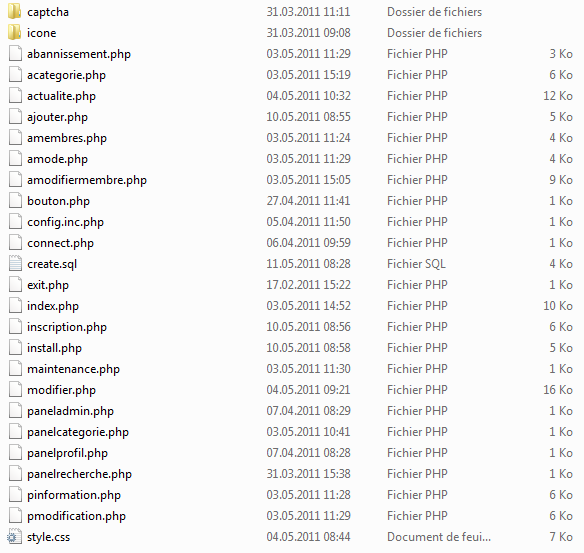 captcha 31.03.2011 11:11 Dossier de fichiers
icone 31.03.2011 09:08 Dossier de fichiers
abannissement.php 03.05.2011 11:29 Fichier PHP 3 Ko
acategorie.php 03.05.2011 15:19 Fichier PHP 6 Ko
actualite.php 04.05.2011 10:32 Fichier PHP 12 Ko
ajouter.php 10.05.2011 08:55 Fichier PHP 5 Ko
amembres.php 03.05.2011 11:24 Fichier PHP 4 Ko
amode.php 03.05.2011 11:29 Fichier PHP 4 Ko
amodifiermembre.php 03.05.2011 15:05 Fichier PHP 9 Ko
bouton.php 27.04.2011 11:41 Fichier PHP 1 Ko
config.inc.php 05.04.2011 11:50 Fichier PHP 1 Ko
connect.php 06.04.2011 09:59 Fichier PHP 1 Ko
create.sql 11.05.2011 08:28 Fichier SQL 4 Ko
exit.php 17.02.2011 15:22 Fichier PHP 1 Ko
index.php 03.05.2011 14:52 Fichier PHP 10 Ko
inscription.php 10.05.2011 08:56 Fichier PHP 6 Ko
install.php 10.05.2011 08:58 Fichier PHP 5 Ko
maintenance.php 03.05.2011 11:30 Fichier PHP 1 Ko
modifier.php 04.05.2011 09:21 Fichier PHP 16 Ko
paneladmin.php 07.04.2011 08:29 Fichier PHP 1 Ko
panelcategorie.php 03.05.2011 10:41 Fichier PHP 1 Ko
panelprofil.php 07.04.2011 08:28 Fichier PHP 1 Ko
panelrecherche.php 31.03.2011 15:38 Fichier PHP 1 Ko
pinformation.php 03.05.2011 11:28 Fichier PHP 6 Ko
pmodification.php 03.05.2011 11:29 Fichier PHP 6 Ko
style.css 04.05.2011 08:44 Document de feui... 7 Ko